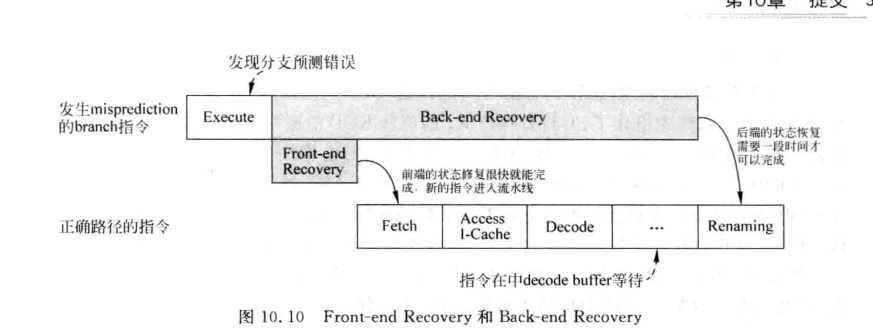 第10章 提交
发现分支预测错误
发生misprediction
的branch指令
Execute
Back-end Recovery
后端的状态恢复
需要一段时间才
可以完成
Front-end
Recovery
前端的状态修复很快就能完
成，新的指令进入流水线
正确路径的指令
Fetch
Access
I-Cache
Decode
...
Renaming
指令在中decode buffer等待
图 10.10 Front-end Recovery 和 Back-end Recovery